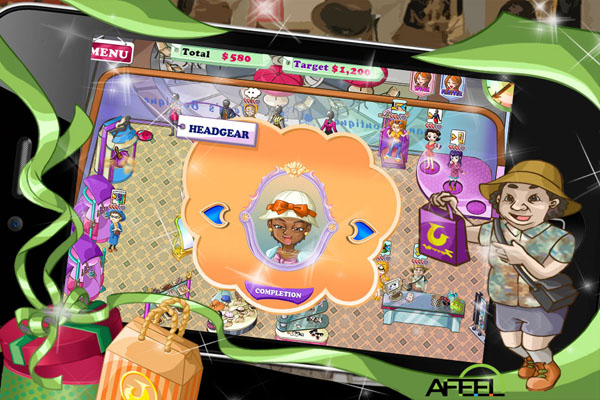 MENU
Total $580
Target $1,200
HEADGEAR
COMPLETION
AFEEL